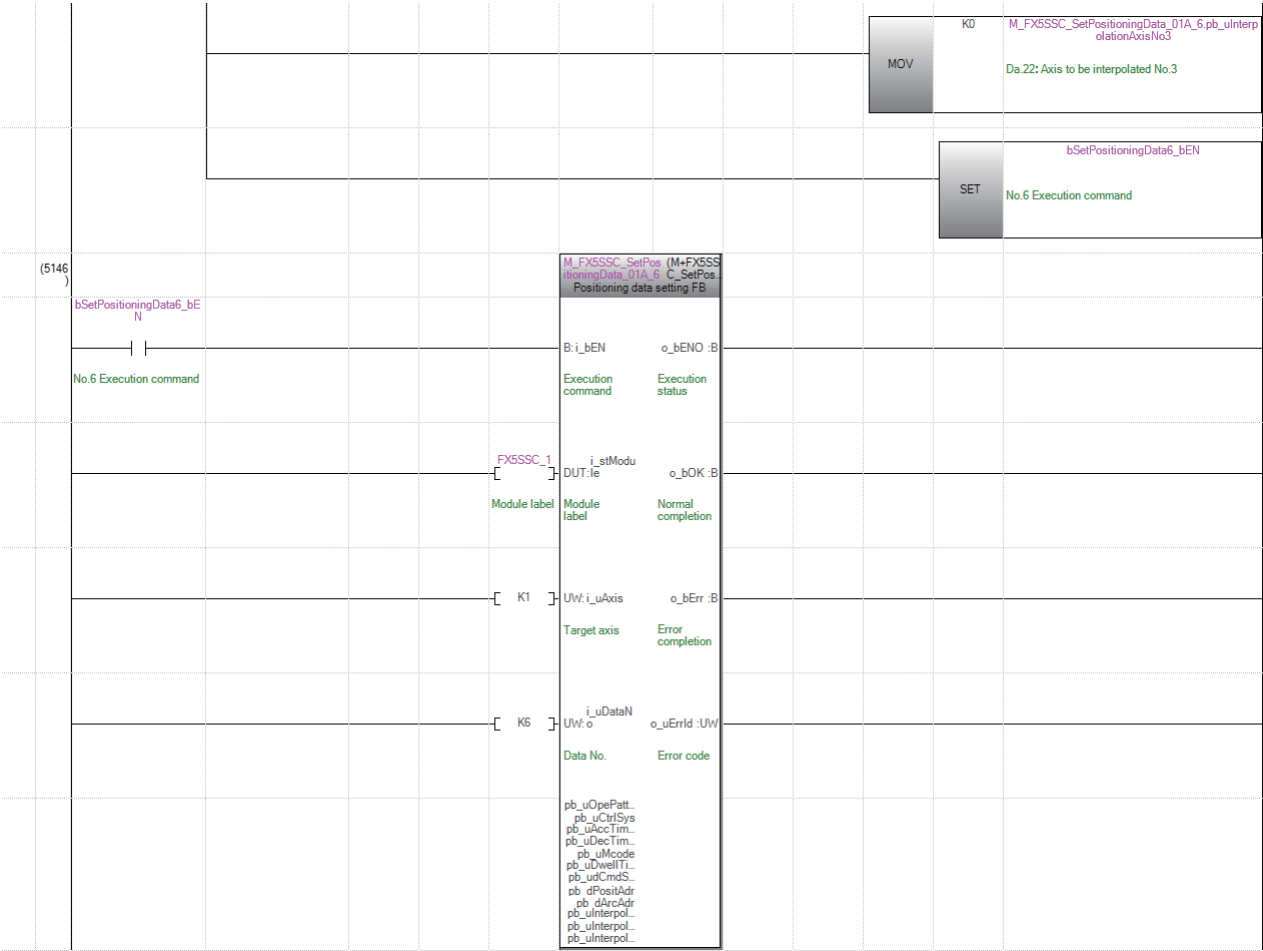 K0
M_FX5SSC_SetPositioningData_01A_6.pb_uInterp
olationAxisNo3
MOV
Da.22: Axis to be interpolated No.3
bSetPositioningData6_bEN
SET
No.6 Execution command
(5146
)
M_FX5SSC_SetPos (M+FX5SS
itioningData_01A_6 C_SetPos..
Positioning data setting FB
bSetPositioningData6_bE
N
B: i_bEN o_bENO :B
No.6 Execution command
Execution
command
Execution
status
FX5SSC_1
i_stModu
DUT: le o_bOK :B
Module label
Module
label
Normal
completion
K1
UW: i_uAxis o_bErr :B
Target axis
Error
completion
K6
i_uDataN
UW: o o_uErrId :UW
Data No.
Error code
pb_uOpePatt...
pb_uCtrlSys
pb_uAccTim...
pb_uDecTim...
pb_uMcode
pb_uDwellTi...
pb_udCmdS...
pb_dPositAdr
pb_dArcAdr
pb_uInterpol...
pb_uInterpol...
pb_uInterpol...